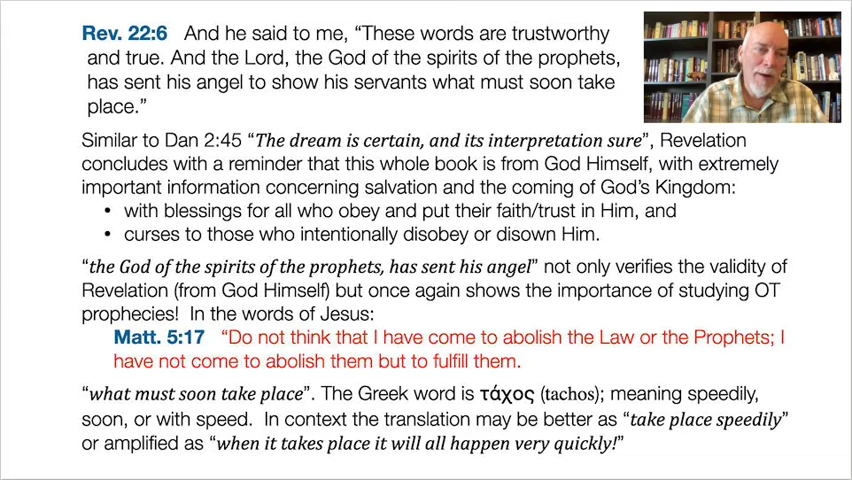 Rev. 22:6 And he said to me, “These words are trustworthy
and true. And the Lord, the God of the spirits of the prophets,
has sent his angel to show his servants what must soon take
place.”
Similar to Dan 2:45 “The dream is certain, and its interpretation sure”, Revelation
concludes with a reminder that this whole book is from God Himself, with extremely
important information concerning salvation and the coming of God’s Kingdom:
• with blessings for all who obey and put their faith/trust in Him, and
• curses to those who intentionally disobey or disown Him.
“the God of the spirits of the prophets, has sent his angel” not only verifies the validity of
Revelation (from God Himself) but once again shows the importance of studying OT
prophecies! In the words of Jesus:
Matt. 5:17 “Do not think that I have come to abolish the Law or the Prophets; I
have not come to abolish them but to fulfill them.
“what must soon take place”. The Greek word is τάχος (tachos); meaning speedily,
soon, or with speed. In context the translation may be better as “take place speedily”
or amplified as “when it takes place it will all happen very quickly!”